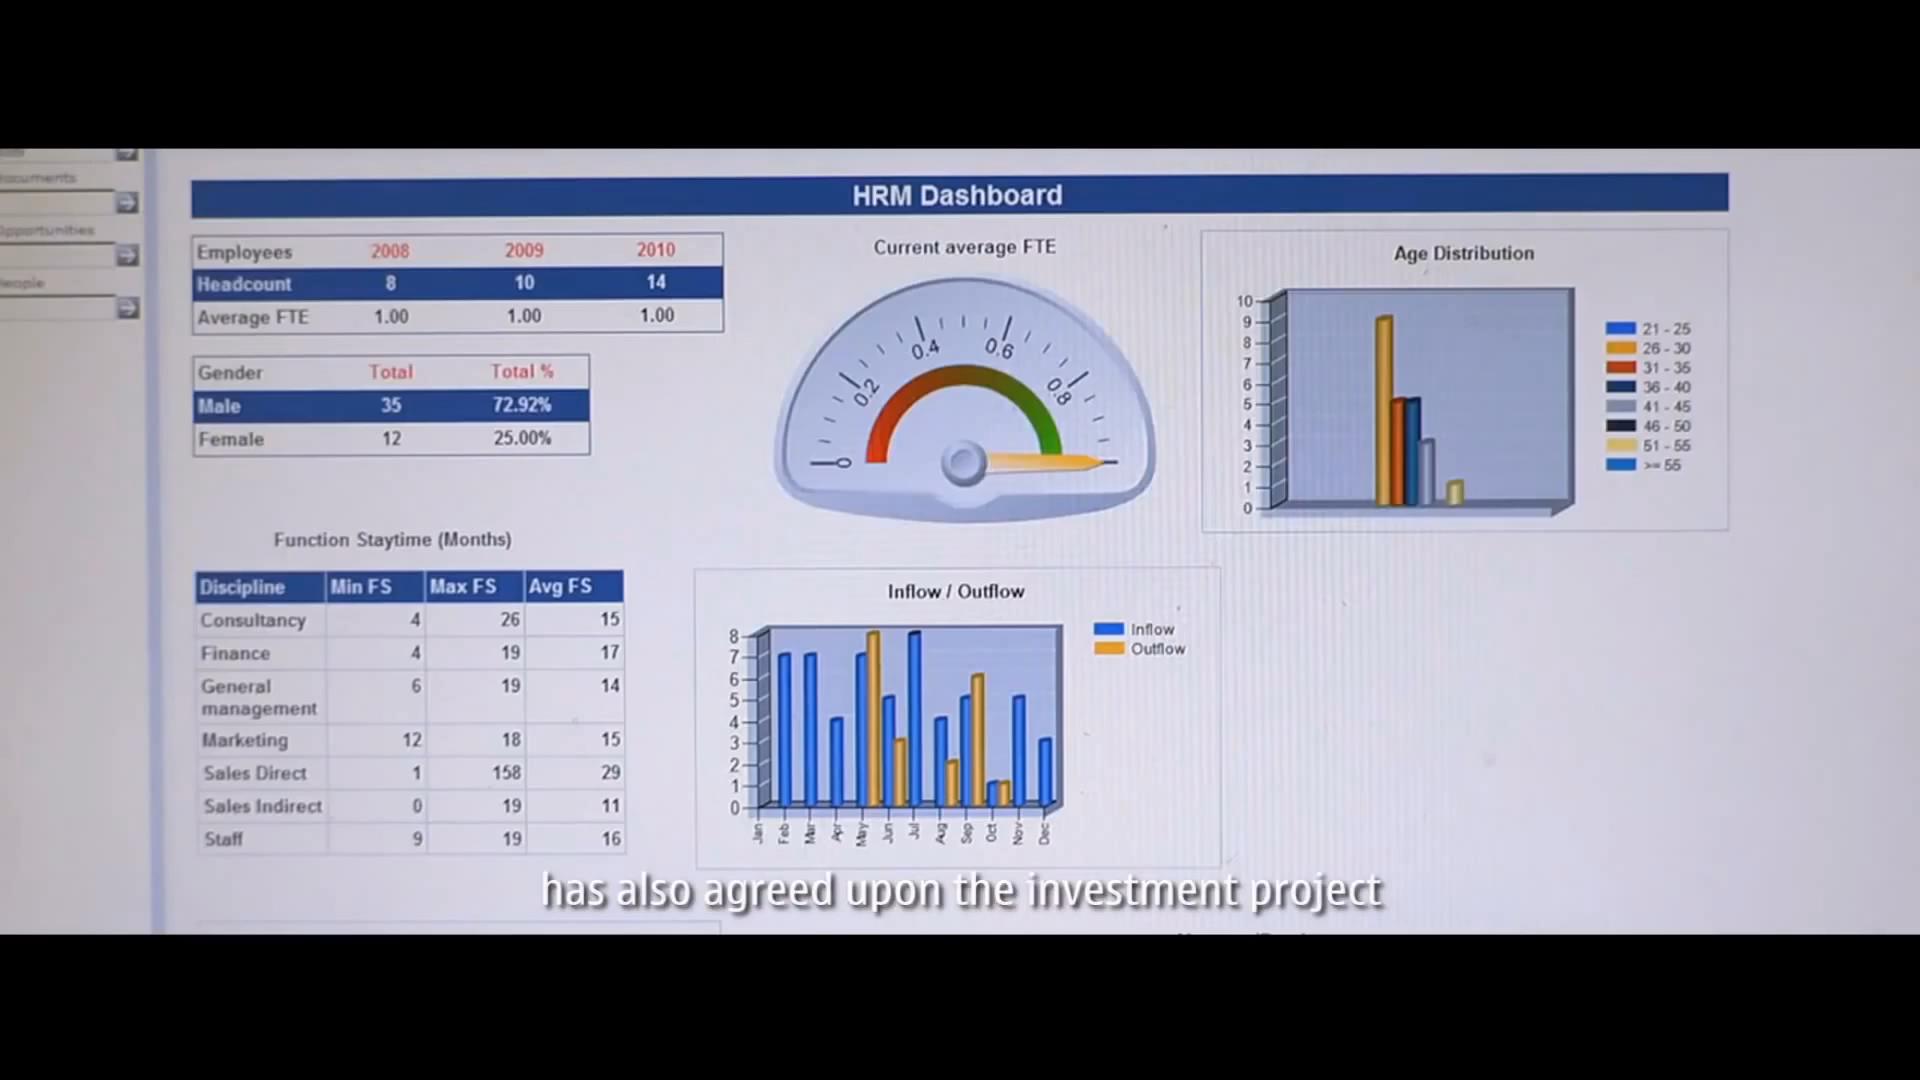 HRM Dashboard
Employees 2008 2009 2010
Headcount 8 10 14
Average FTE 1.00 1.00 1.00
Gender Total Total %
Male 35 72.92%
Female 12 25.00%
Current average FTE
0 0.2 0.4 0.6 0.8
Age Distribution
10
9
8
7
6
5
4
3
2
1
0
21 - 25
26 - 30
31 - 35
36 - 40
41 - 45
46 - 50
51 - 55
>= 55
Function Staytime (Months)
Discipline Min FS Max FS Avg FS
Consultancy 4 26 15
Finance 4 19 17
General
management 6 19 14
Marketing 12 18 15
Sales Direct 1 158 29
Sales Indirect 0 19 11
Staff 9 19 16
Inflow / Outflow
8
7
6
5
4
3
2
1
0
Jan Feb Mar Apr May Jun Jul Aug Sep Oct Nov Dec
Inflow
Outflow
has also agreed upon the investment project